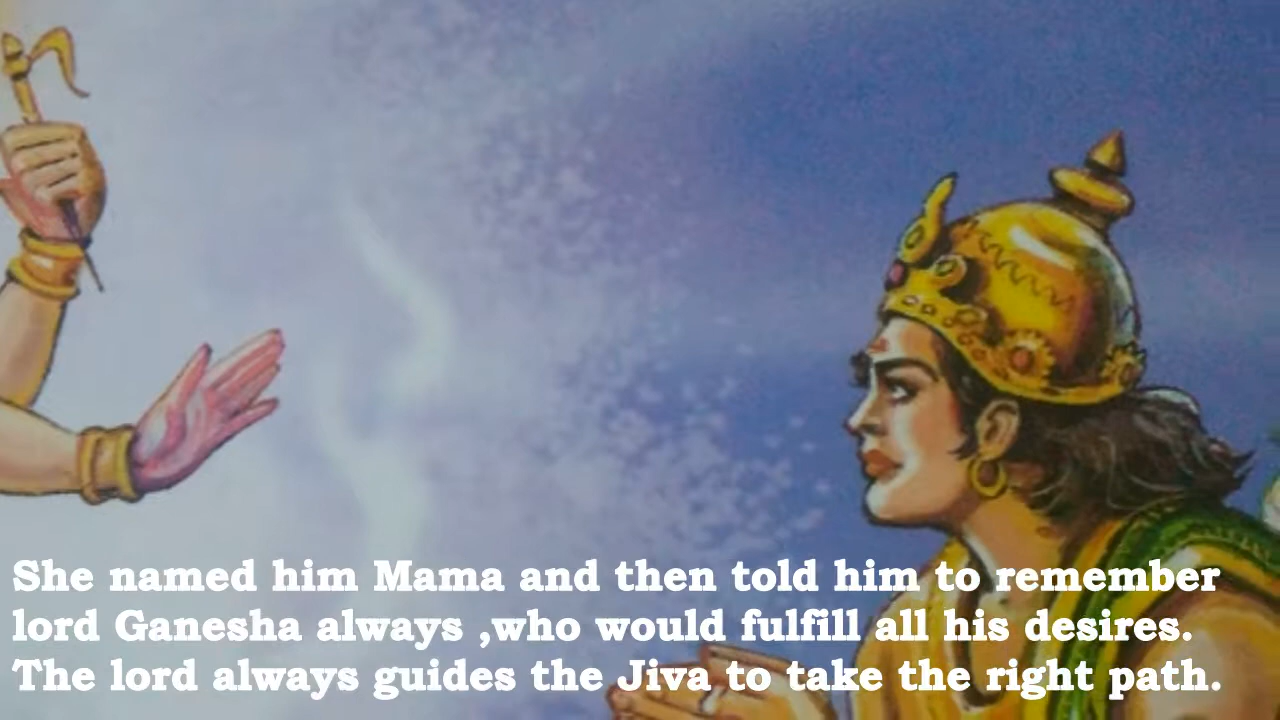 She named him Mama and then told him to remember
lord Ganesha always ,who would fulfill all his desires.
The lord always guides the Jiva to take the right path.